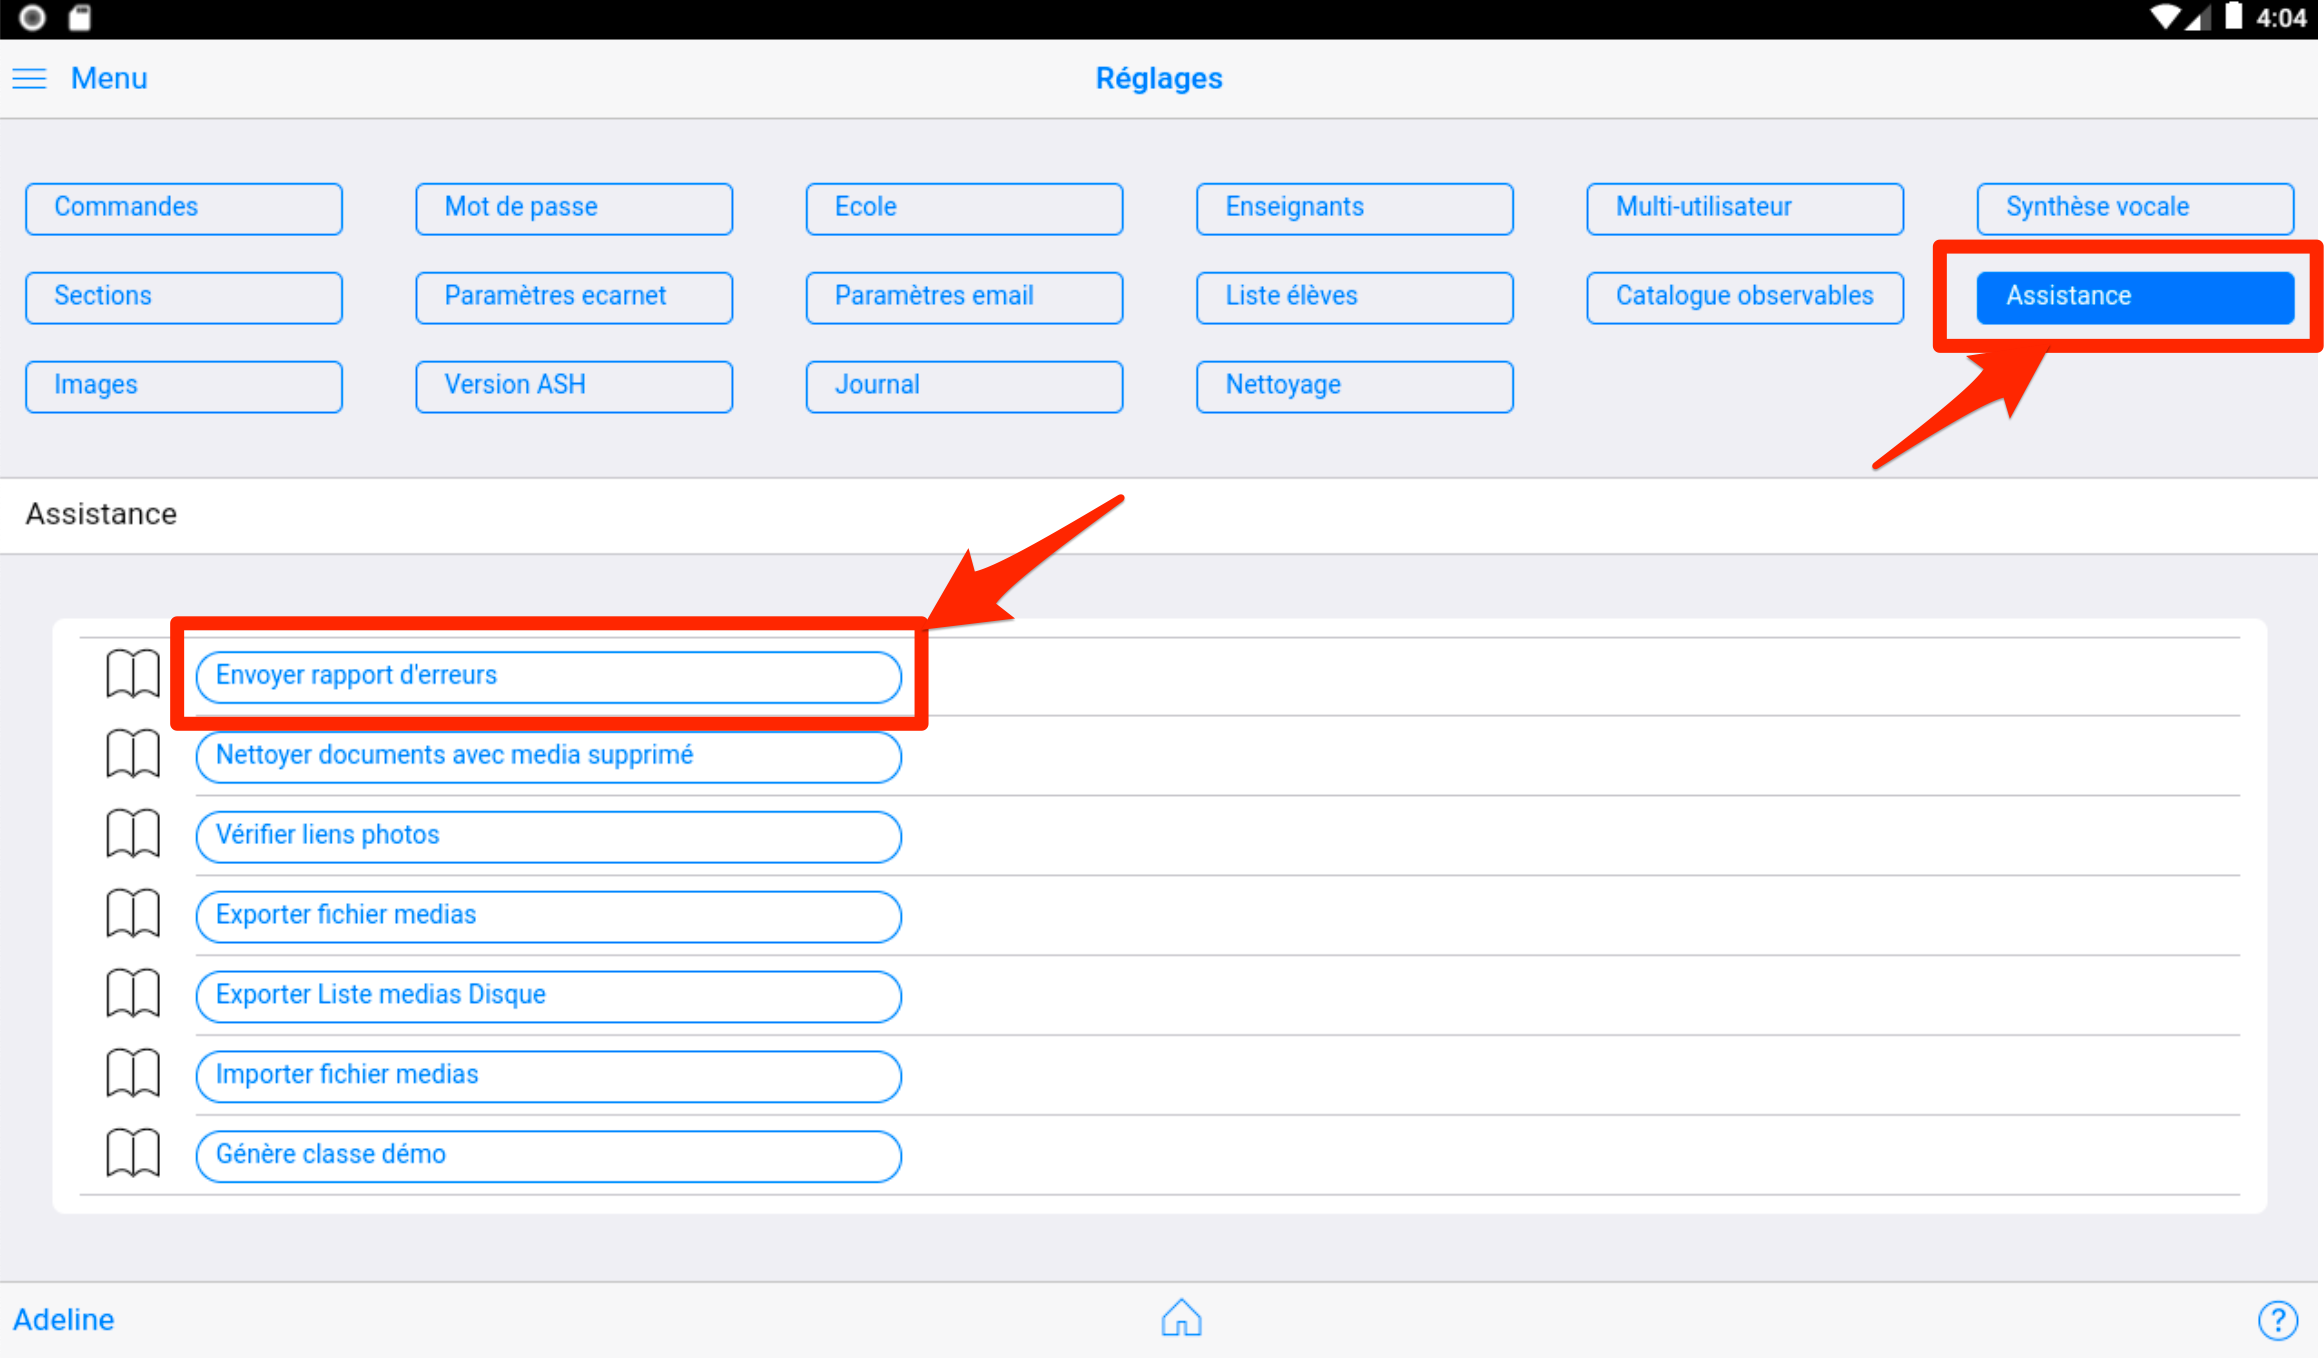 4:04
Menu
Réglages
Commandes
Mot de passe
Ecole
Enseignants
Multi-utilisateur
Synthèse vocale
Sections
Paramètres ecarnet
Paramètres email
Liste élèves
Catalogue observables
Assistance
Images
Version ASH
Journal
Nettoyage
Assistance
Envoyer rapport d'erreurs
Nettoyer documents avec media supprimé
Vérifier liens photos
Exporter fichier medias
Exporter Liste medias Disque
Importer fichier medias
Génère classe démo
Adeline
?